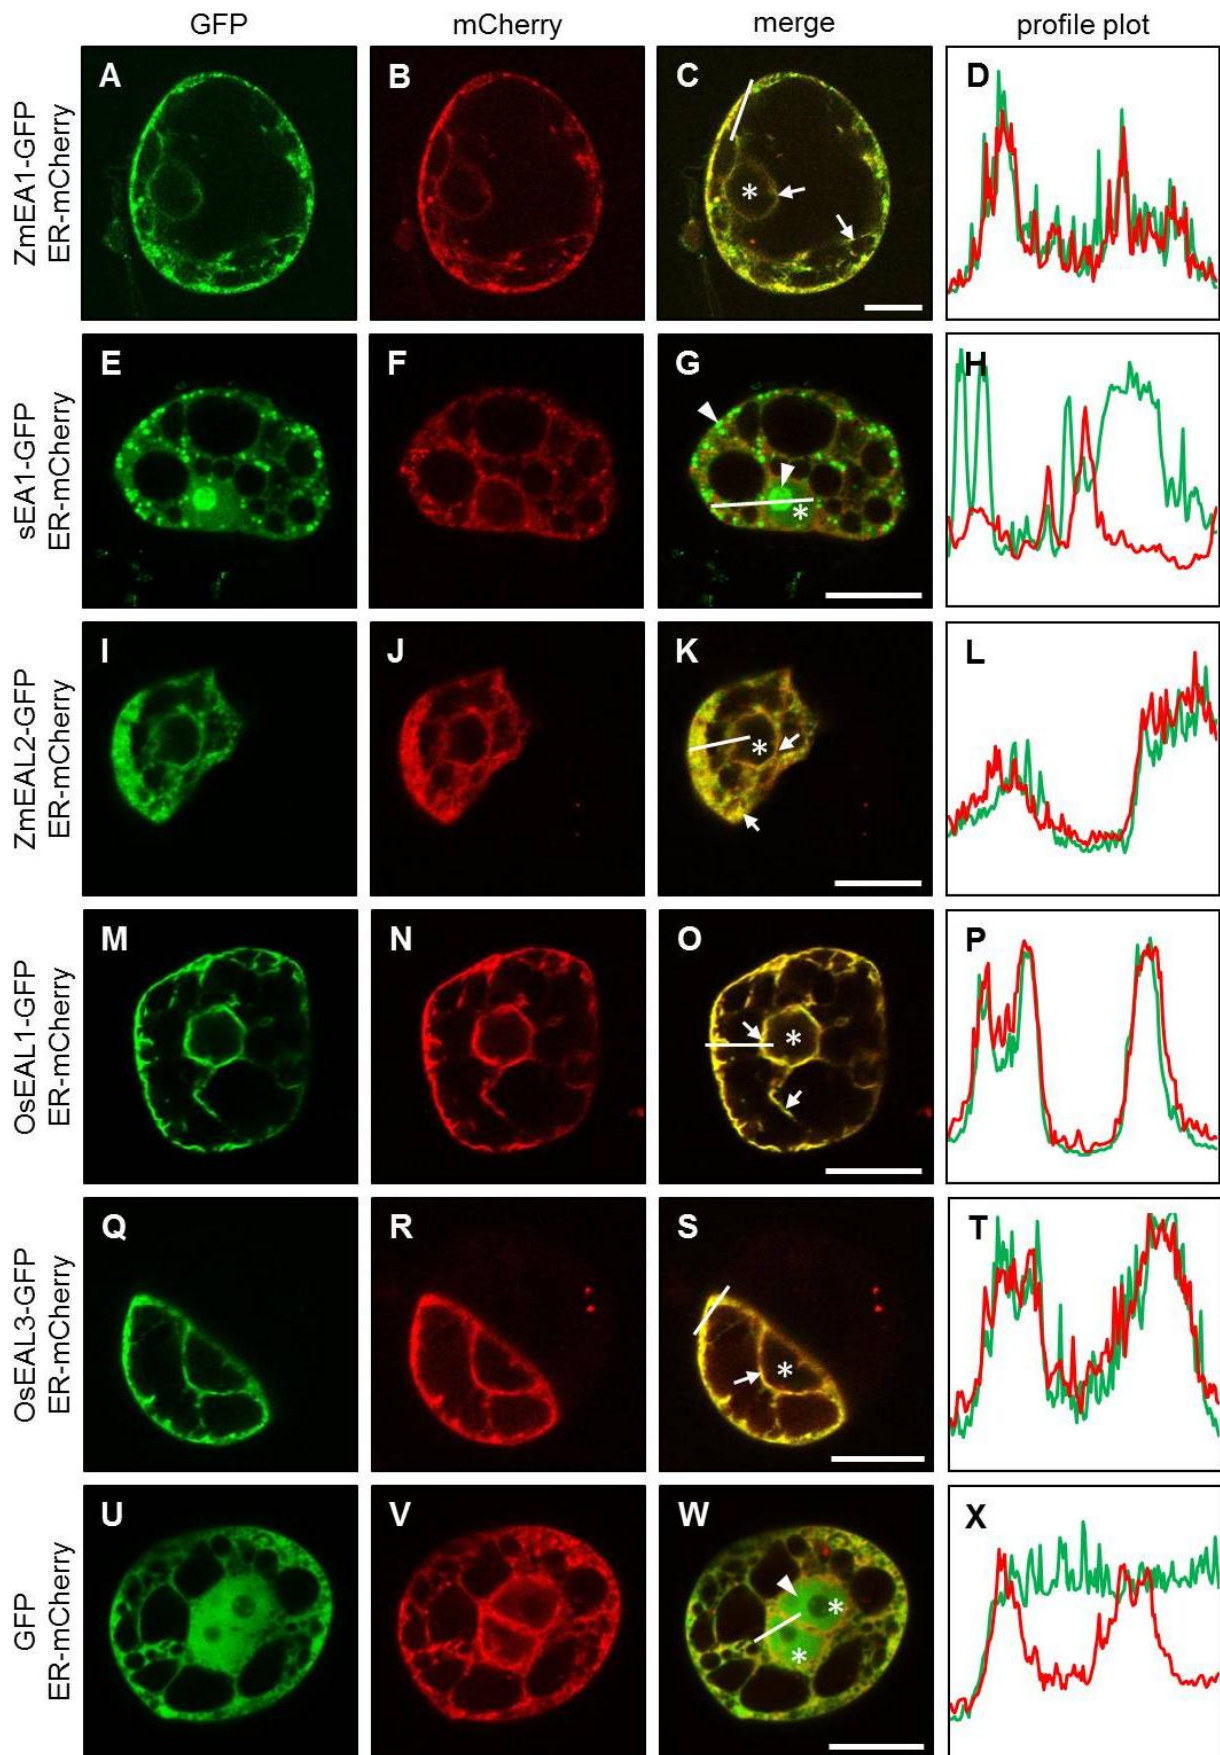 GFP mCherry merge profile plot
ZmEA1-GFP
ER-mCherry
A B C D
*
sEA1-GFP
ER-mCherry
E F G H
*
ZmEAL2-GFP
ER-mCherry
I J K L
*
OsEAL1-GFP
ER-mCherry
M N O P
*
OsEAL3-GFP
ER-mCherry
Q R S T
*
GFP
ER-mCherry
U V W X
*
*